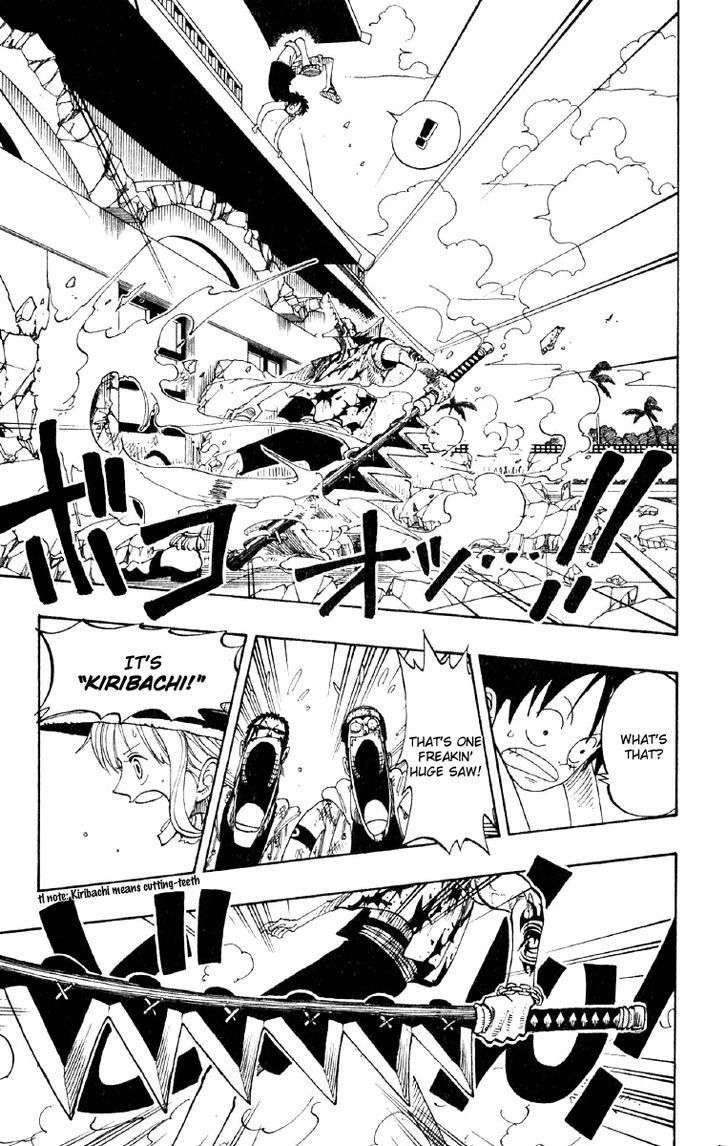 !
ボコオッ…!!
WHAT'S
THAT?
THAT'S ONE
FREAKIN'
HUGE SAW!
IT'S
"KIRIBACHI!"
tl note: Kiribachi means cutting-teeth